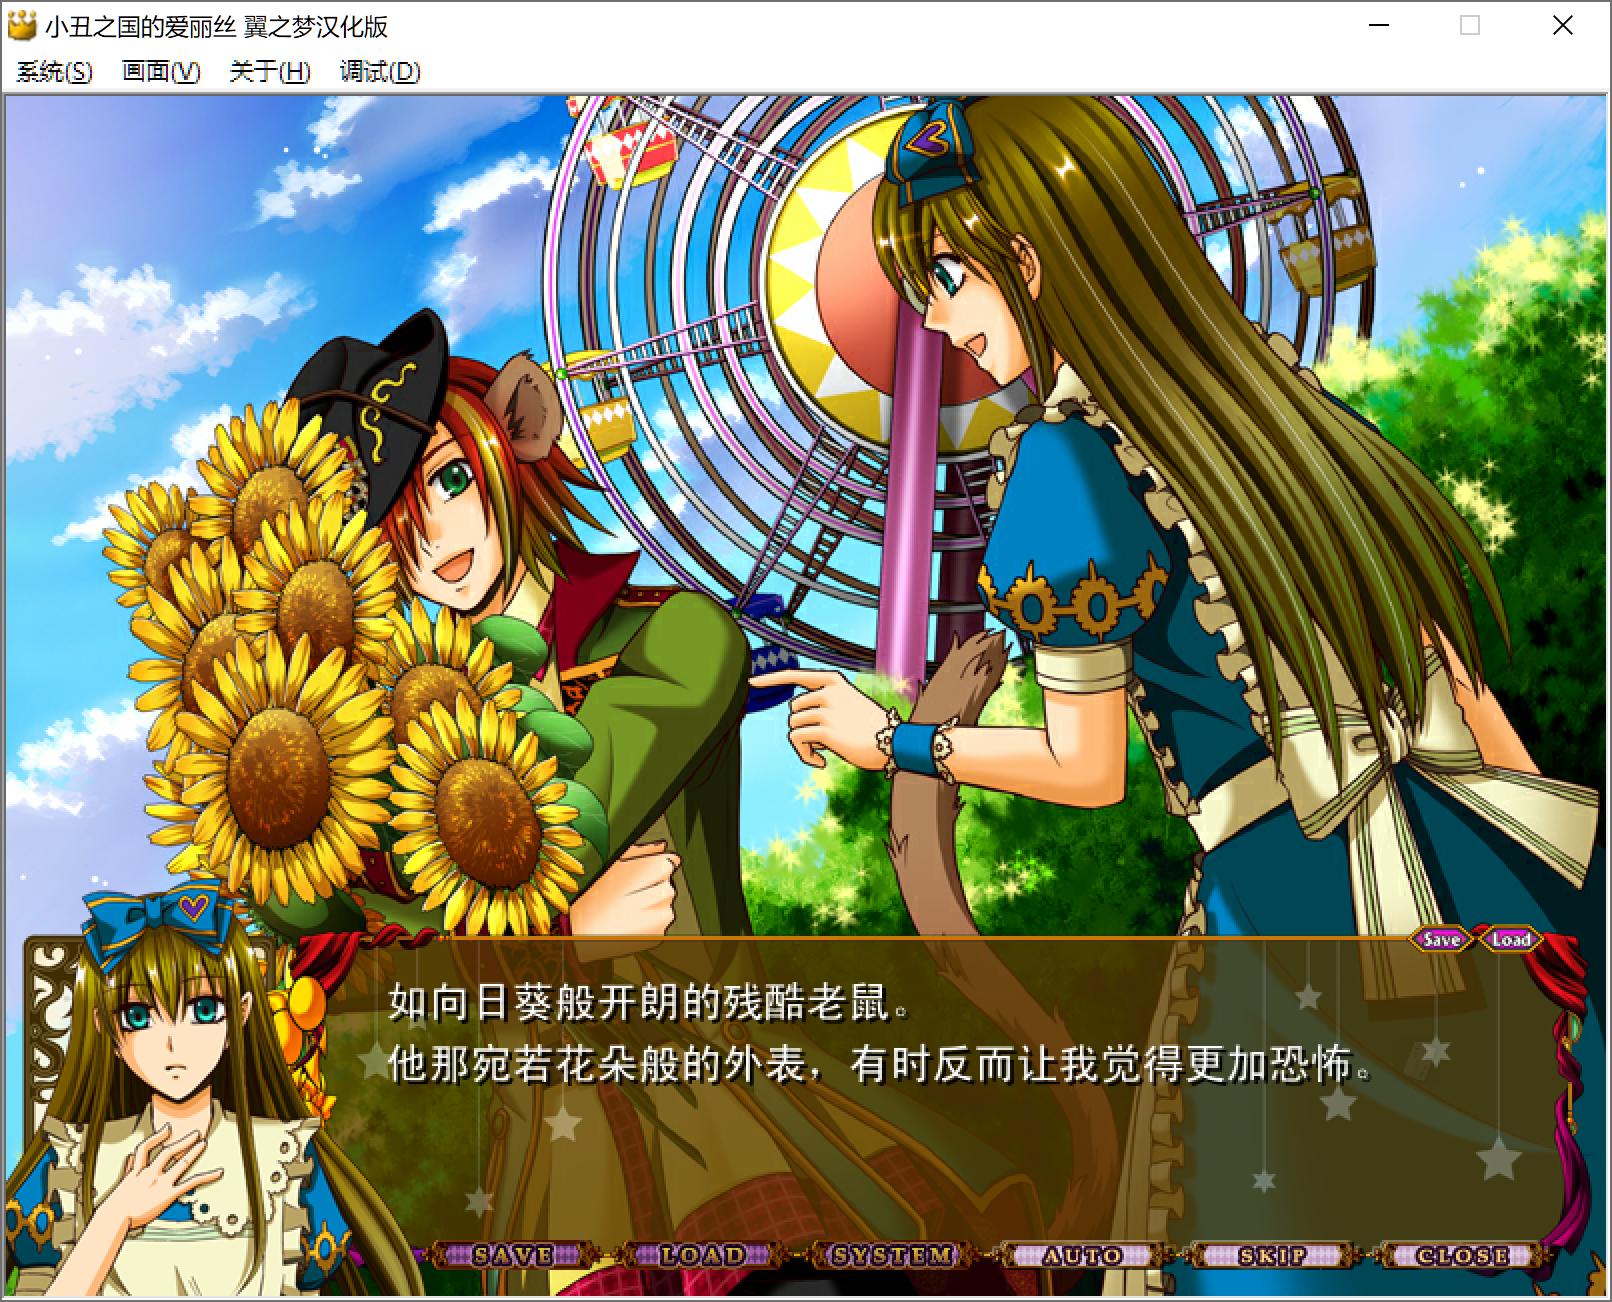 小丑之国的爱丽丝 翼之梦汉化版
系统(S) 画面(V) 关于(H) 调试(D)
Save Load
如向日葵般开朗的残酷老鼠。
他那宛若花朵般的外表，有时反而让我觉得更加恐怖。
SAVE LOAD SYSTEM AUTO SKIP CLOSE